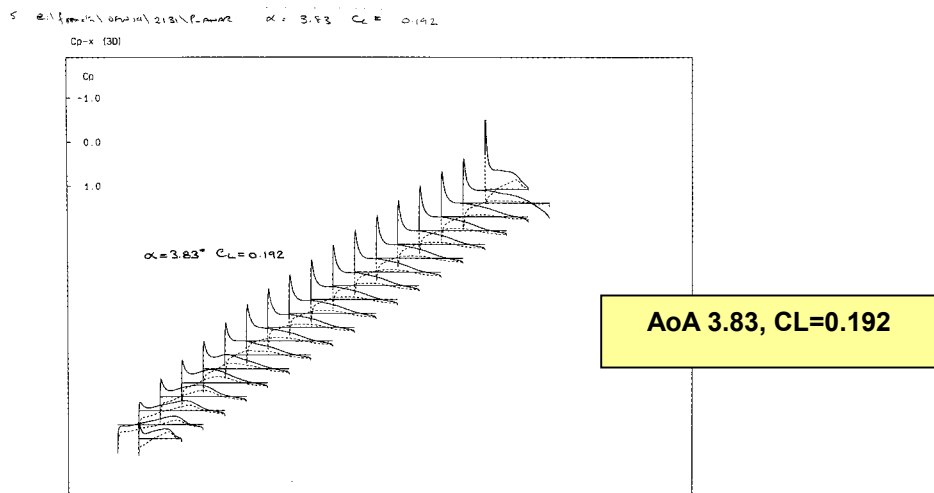 α = 3.83 CL = 0.192
Cp-x (3D)
Cp
-1.0
0.0
1.0
α=3.83° CL=0.192
AoA 3.83, CL=0.192